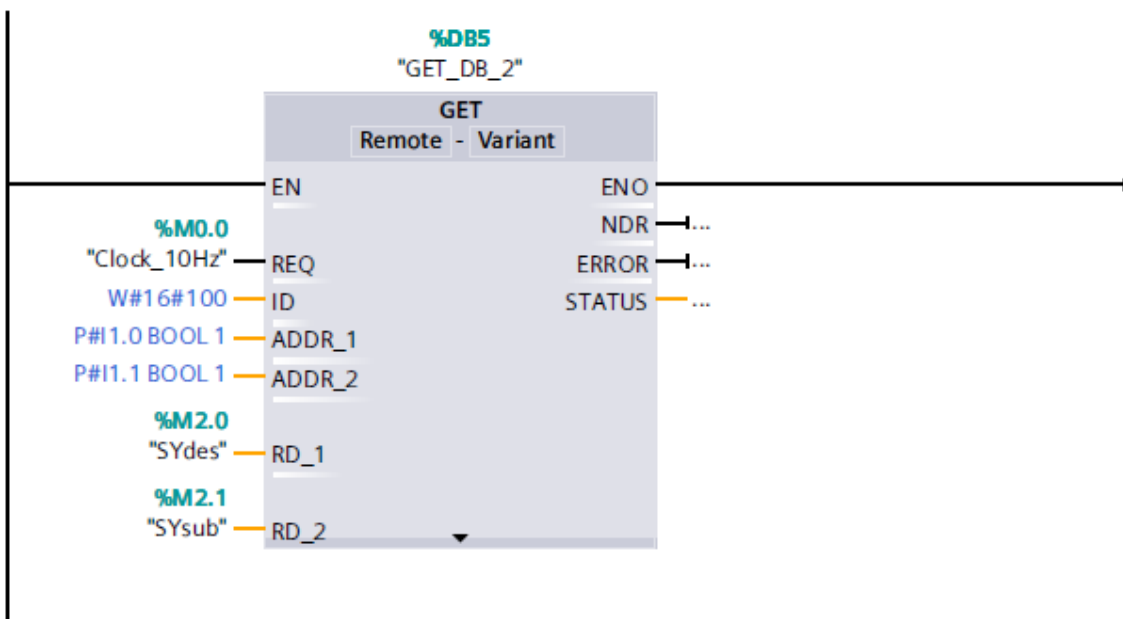 %DB5
"GET_DB_2"
GET
Remote - Variant
EN ENO
NDR ...
%M0.0
"Clock_10Hz" REQ ERROR ...
W#16#100 ID STATUS ...
P#I1.0 BOOL 1 ADDR_1
P#I1.1 BOOL 1 ADDR_2
%M2.0
"SYdes" RD_1
%M2.1
"SYsub" RD_2